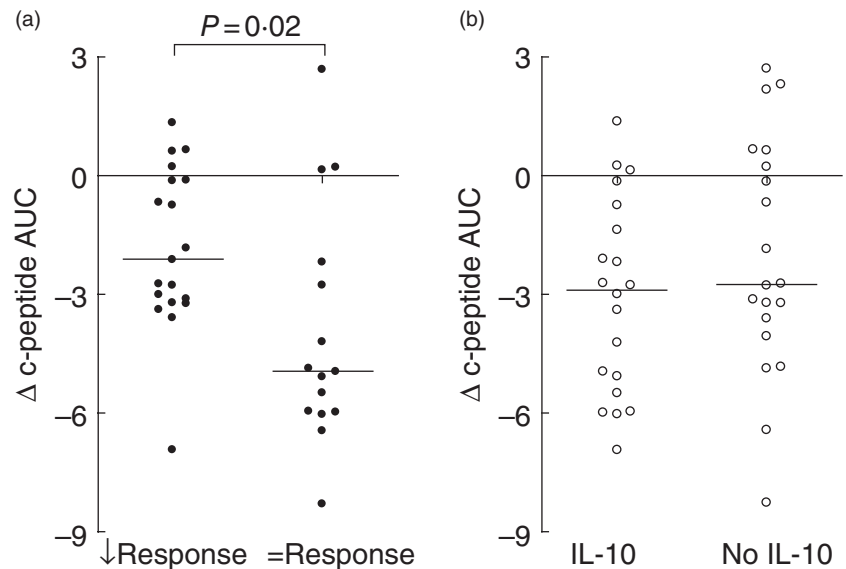 (a)
P = 0·02
3
0
−3
−6
−9
Δ c-peptide AUC
↓Response =Response
(b)
3
0
−3
−6
−9
Δ c-peptide AUC
IL-10 No IL-10